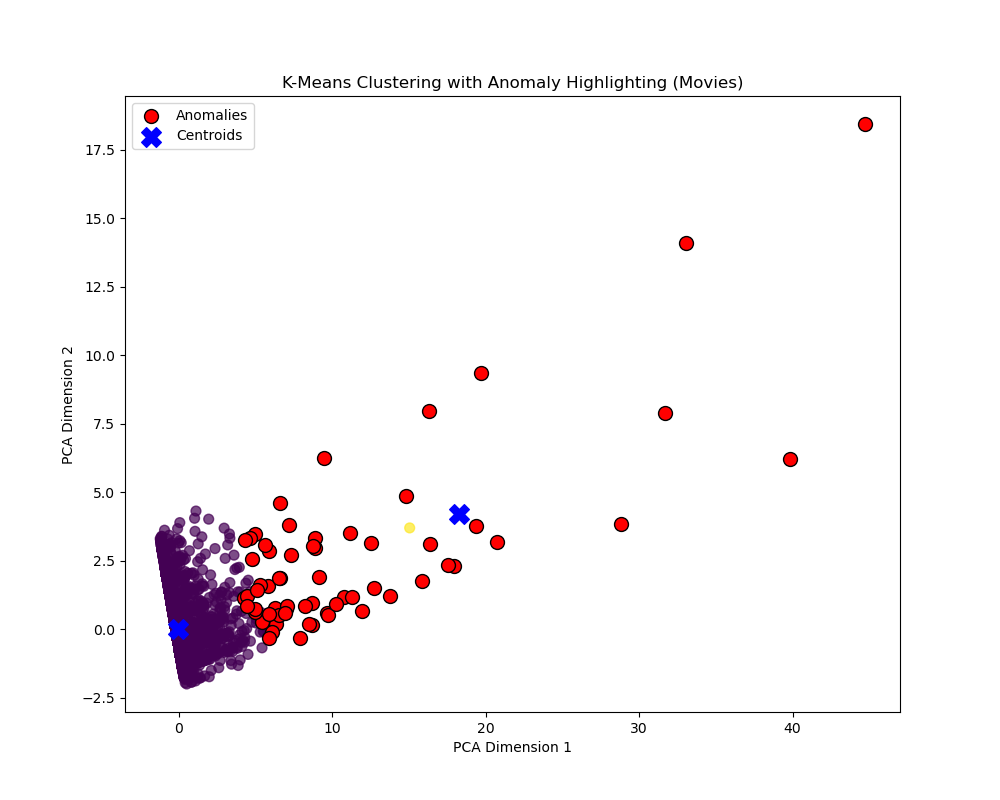 K-Means Clustering with Anomaly Highlighting (Movies)
Anomalies
Centroids
17.5
15.0
12.5
10.0
7.5
5.0
2.5
0.0
−2.5
PCA Dimension 2
0 10 20 30 40
PCA Dimension 1